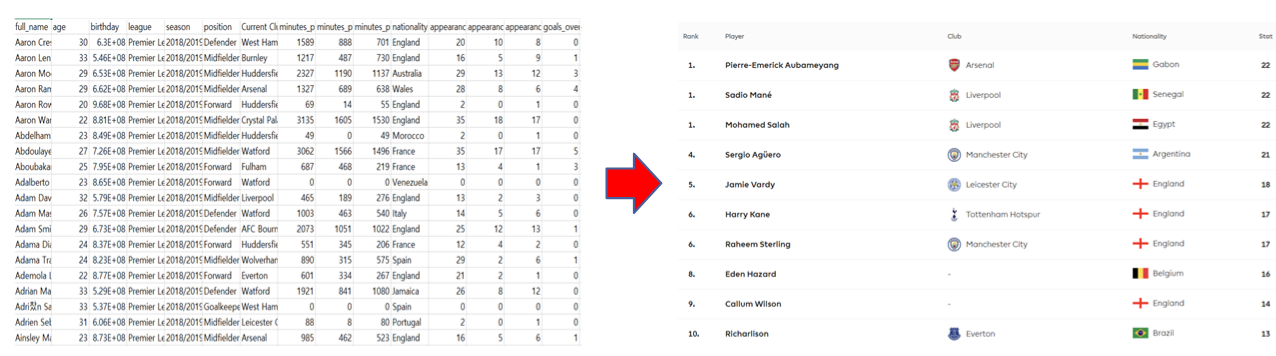 full_name age birthday league season position Current Clu minutes_p minutes_p minutes_p nationality appearanc appearanc appearanc goals_over
Aaron Cres 30 6.3E+08 Premier Le 2018/2019 Defender West Ham 1589 888 701 England 20 10 8 0
Aaron Len 33 5.46E+08 Premier Le 2018/2019 Midfielder Burnley 1217 487 730 England 16 5 9 1
Aaron Mo 29 6.53E+08 Premier Le 2018/2019 Midfielder Huddersfie 2327 1190 1137 Australia 29 13 12 3
Aaron Ram 29 6.62E+08 Premier Le 2018/2019 Midfielder Arsenal 1327 689 638 Wales 28 8 6 4
Aaron Row 20 9.68E+08 Premier Le 2018/2019 Forward Huddersfie 69 14 55 England 2 0 1 0
Aaron War 22 8.81E+08 Premier Le 2018/2019 Defender Crystal Pal 3135 1605 1530 England 35 18 17 0
Abdelham 23 8.49E+08 Premier Le 2018/2019 Midfielder Huddersfie 49 0 49 Morocco 2 0 1 0
Abdoulaye 27 7.26E+08 Premier Le 2018/2019 Midfielder Watford 3062 1566 1496 France 35 17 17 5
Aboubaka 25 7.95E+08 Premier Le 2018/2019 Forward Fulham 687 468 219 France 13 4 1 3
Adalberto 23 8.65E+08 Premier Le 2018/2019 Forward Watford 0 0 0 Venezuela 0 0 0 0
Adam Dav 32 5.79E+08 Premier Le 2018/2019 Midfielder Liverpool 465 189 276 England 13 2 3 0
Adam Mas 26 7.57E+08 Premier Le 2018/2019 Defender Watford 1003 463 540 Italy 14 5 6 0
Adam Smi 29 6.73E+08 Premier Le 2018/2019 Defender AFC Bourn 2073 1051 1022 England 25 12 13 1
Adama Dia 24 8.37E+08 Premier Le 2018/2019 Forward Huddersfie 551 345 206 France 12 4 2 0
Adama Tra 24 8.23E+08 Premier Le 2018/2019 Midfielder Wolverhan 890 315 575 Spain 29 2 6 1
Ademola L 22 8.77E+08 Premier Le 2018/2019 Forward Everton 601 334 267 England 21 2 1 0
Adrian Ma 33 5.29E+08 Premier Le 2018/2019 Defender Watford 1921 841 1080 Jamaica 26 8 12 0
33 5.37E+08 Premier Le 2018/2019 Goalkeepe West Ham 0 0 0 Spain 0 0 0 0
Adrien Seb 31 6.06E+08 Premier Le 2018/2019 Midfielder Leicester C 88 8 80 Portugal 2 0 1 0
Ainsley Ma 23 8.73E+08 Premier Le 2018/2019 Midfielder Arsenal 985 462 523 England 16 5 6 1
Rank Player Club Nationality Stat
1. Pierre-Emerick Aubameyang Arsenal Gabon 22
1. Sadio Mané Liverpool Senegal 22
1. Mohamed Salah Liverpool Egypt 22
4. Sergio Agüero Manchester City Argentina 21
5. Jamie Vardy Leicester City England 18
6. Harry Kane Tottenham Hotspur England 17
6. Raheem Sterling Manchester City England 17
8. Eden Hazard - Belgium 16
9. Callum Wilson - England 14
10. Richarlison Everton Brazil 13